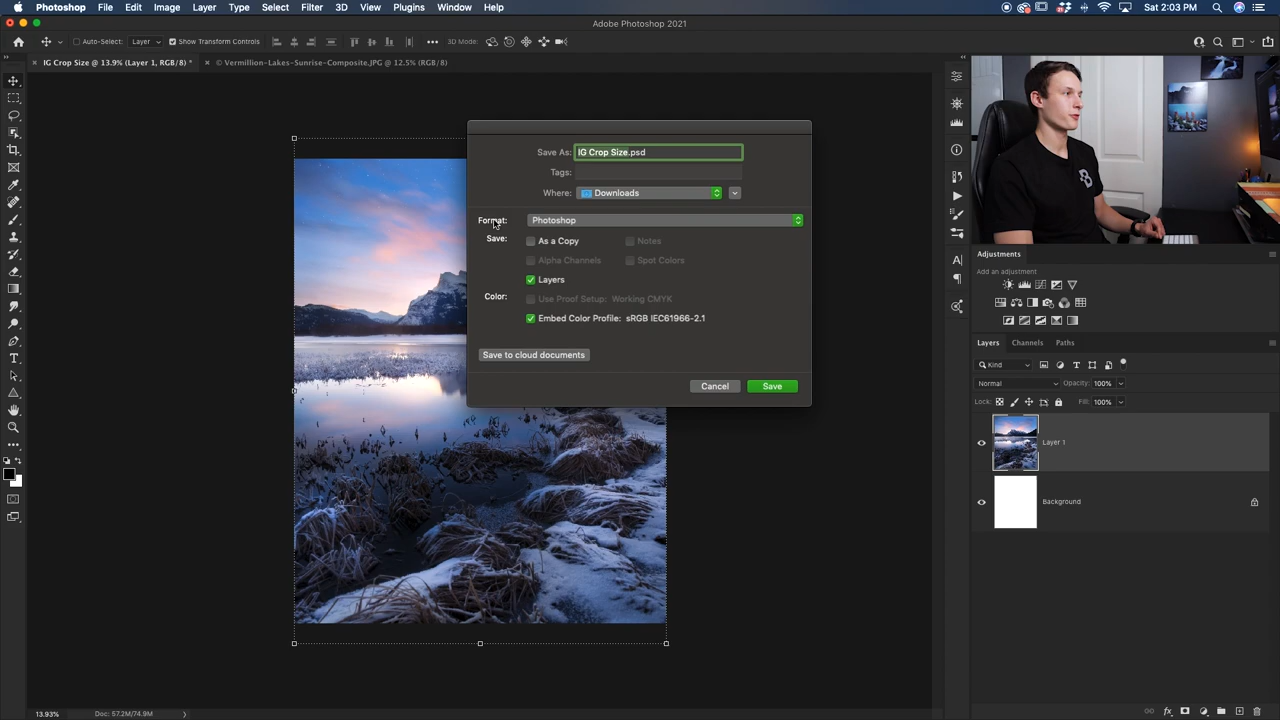 Photoshop File Edit Image Layer Type Select Filter 3D View Plugins Window Help Sat 2:03 PM
Adobe Photoshop 2021
Auto-Select: Layer Show Transform Controls 3D Mode:
IG Crop Size @ 13.9% (Layer 1, RGB/8) * © Vermillion-Lakes-Sunrise-Composite.JPG @ 12.5% (RGB/8)
Save As: IG Crop Size.psd
Tags:
Where: Downloads
Format: Photoshop
Save: As a Copy Notes
Alpha Channels Spot Colors
Layers
Color: Use Proof Setup: Working CMYK
Embed Color Profile: sRGB IEC61966-2.1
Save to cloud documents
Cancel Save
Adjustments
Add an adjustment
Layers Channels Paths
Kind
Normal Opacity: 100%
Lock: Fill: 100%
Layer 1
Background
13.93% Doc: 57.2M/74.9M